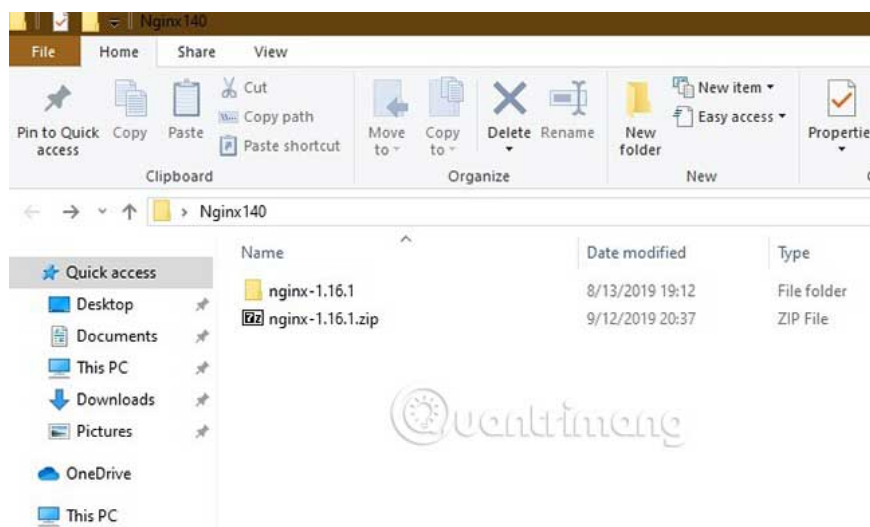 Nginx140
File Home Share View
Pin to Quick access
Copy
Paste
Cut
Copy path
Paste shortcut
Move to
Copy to
Delete
Rename
New folder
New item
Easy access
Propertie
Clipboard Organize New
Nginx140
Name Date modified Type
Quick access
nginx-1.16.1 8/13/2019 19:12 File folder
Desktop
nginx-1.16.1.zip 9/12/2019 20:37 ZIP File
Documents
This PC
Downloads
Pictures
Quantrimang
OneDrive
This PC